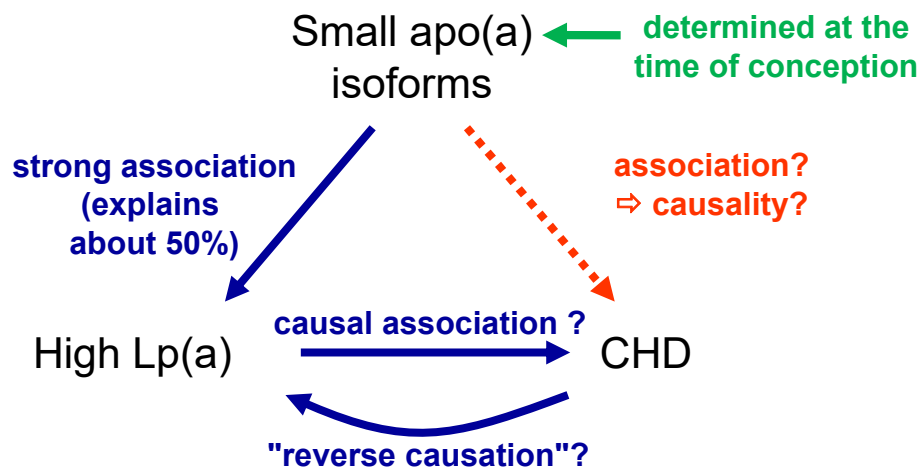 Small apo(a)
isoforms
determined at the
time of conception
strong association
(explains
about 50%)
association?
⇨ causality?
causal association ?
High Lp(a)
CHD
"reverse causation"?